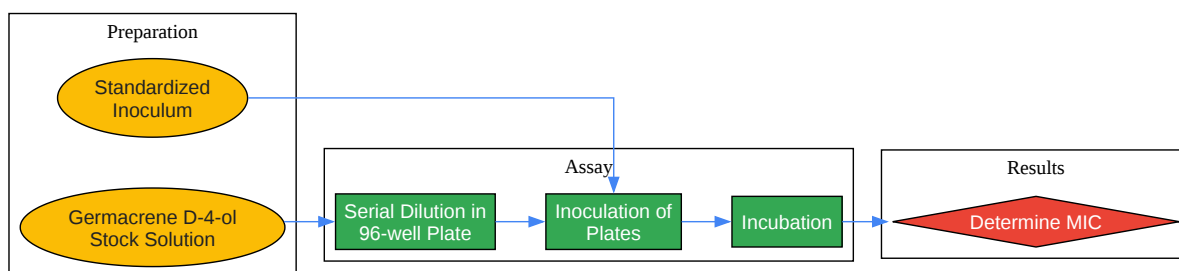 Preparation
Standardized
Inoculum
Germacrene D-4-ol
Stock Solution
Assay
Serial Dilution in
96-well Plate
Inoculation of
Plates
Incubation
Results
Determine MIC